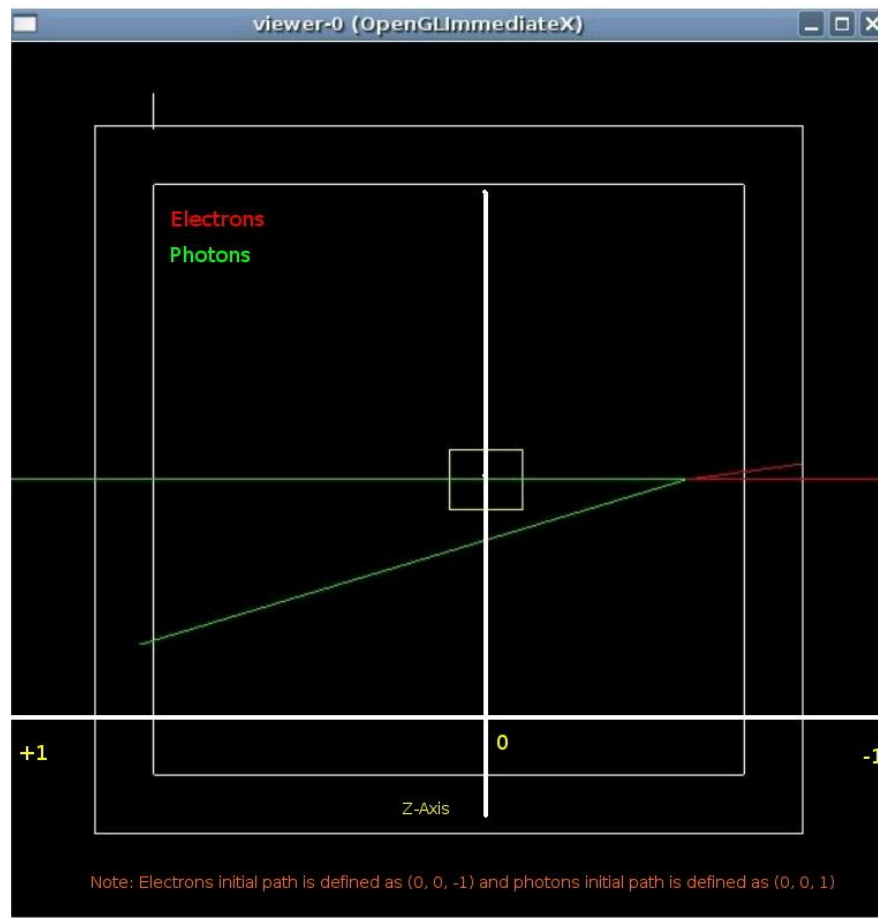 viewer-0 (OpenGLImmediateX)
Electrons
Photons
+1
0
-1
Z-Axis
Note: Electrons initial path is defined as (0, 0, -1) and photons initial path is defined as (0, 0, 1)